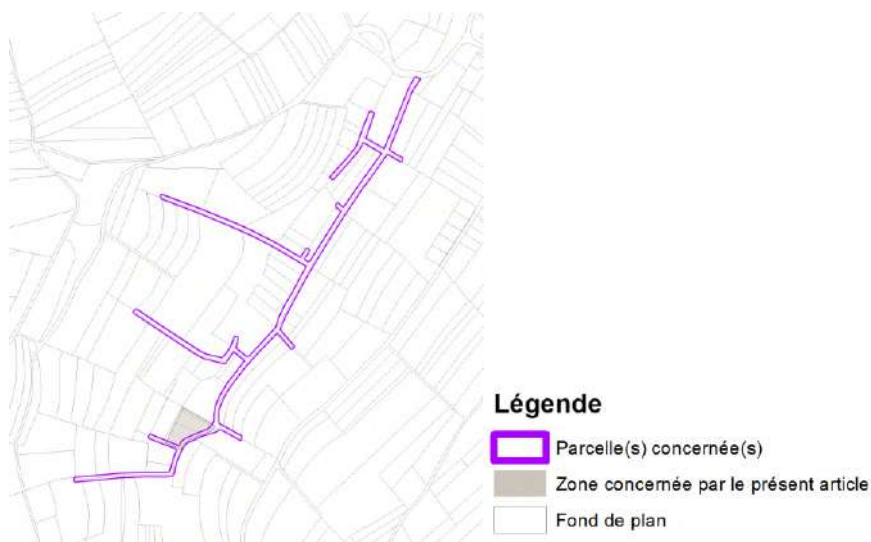 Légende
Parcelle(s) concernée(s)
Zone concernée par le présent article
Fond de plan